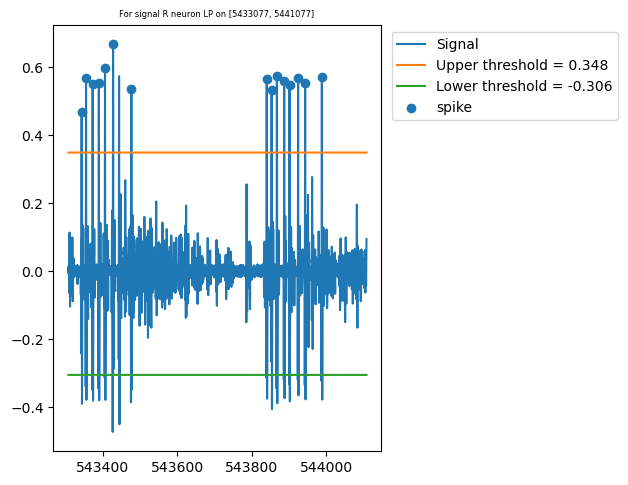 For signal R neuron LP on [5433077, 5441077]
Signal
Upper threshold = 0.348
Lower threshold = -0.306
spike
0.6
0.4
0.2
0.0
−0.2
−0.4
543400 543600 543800 544000